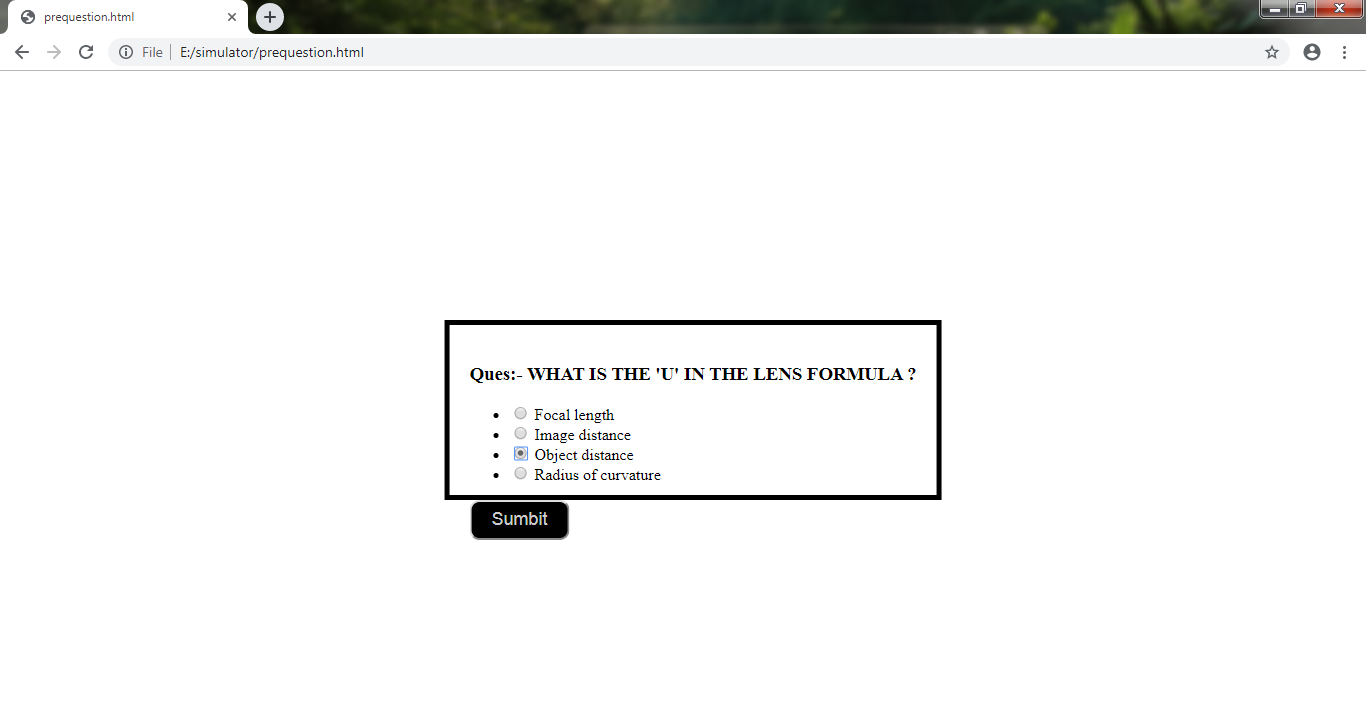 prequestion.html
File E:/simulator/prequestion.html
Ques:- WHAT IS THE 'U' IN THE LENS FORMULA ?
Focal length
Image distance
Object distance
Radius of curvature
Sumbit